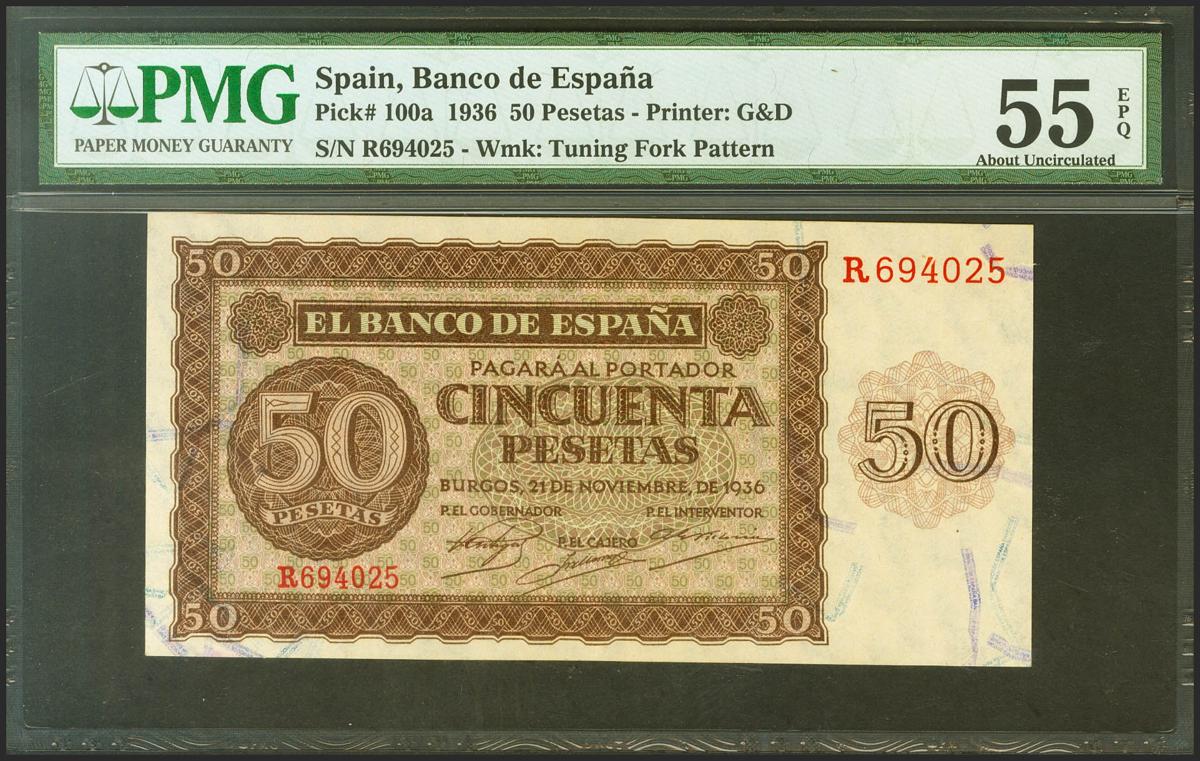 PMG
PAPER MONEY GUARANTY
Spain, Banco de España
Pick# 100a 1936 50 Pesetas - Printer: G&D
S/N R694025 - Wmk: Tuning Fork Pattern
55
EPQ
About Uncirculated
50
50
R694025
EL BANCO DE ESPAÑA
PAGARÁ AL PORTADOR
CINCUENTA
PESETAS
50
PESETAS
50
BURGOS, 21 DE NOVIEMBRE, DE 1936
P.EL GOBERNADOR
P.EL INTERVENTOR
P.EL CAJERO
R694025
50
50